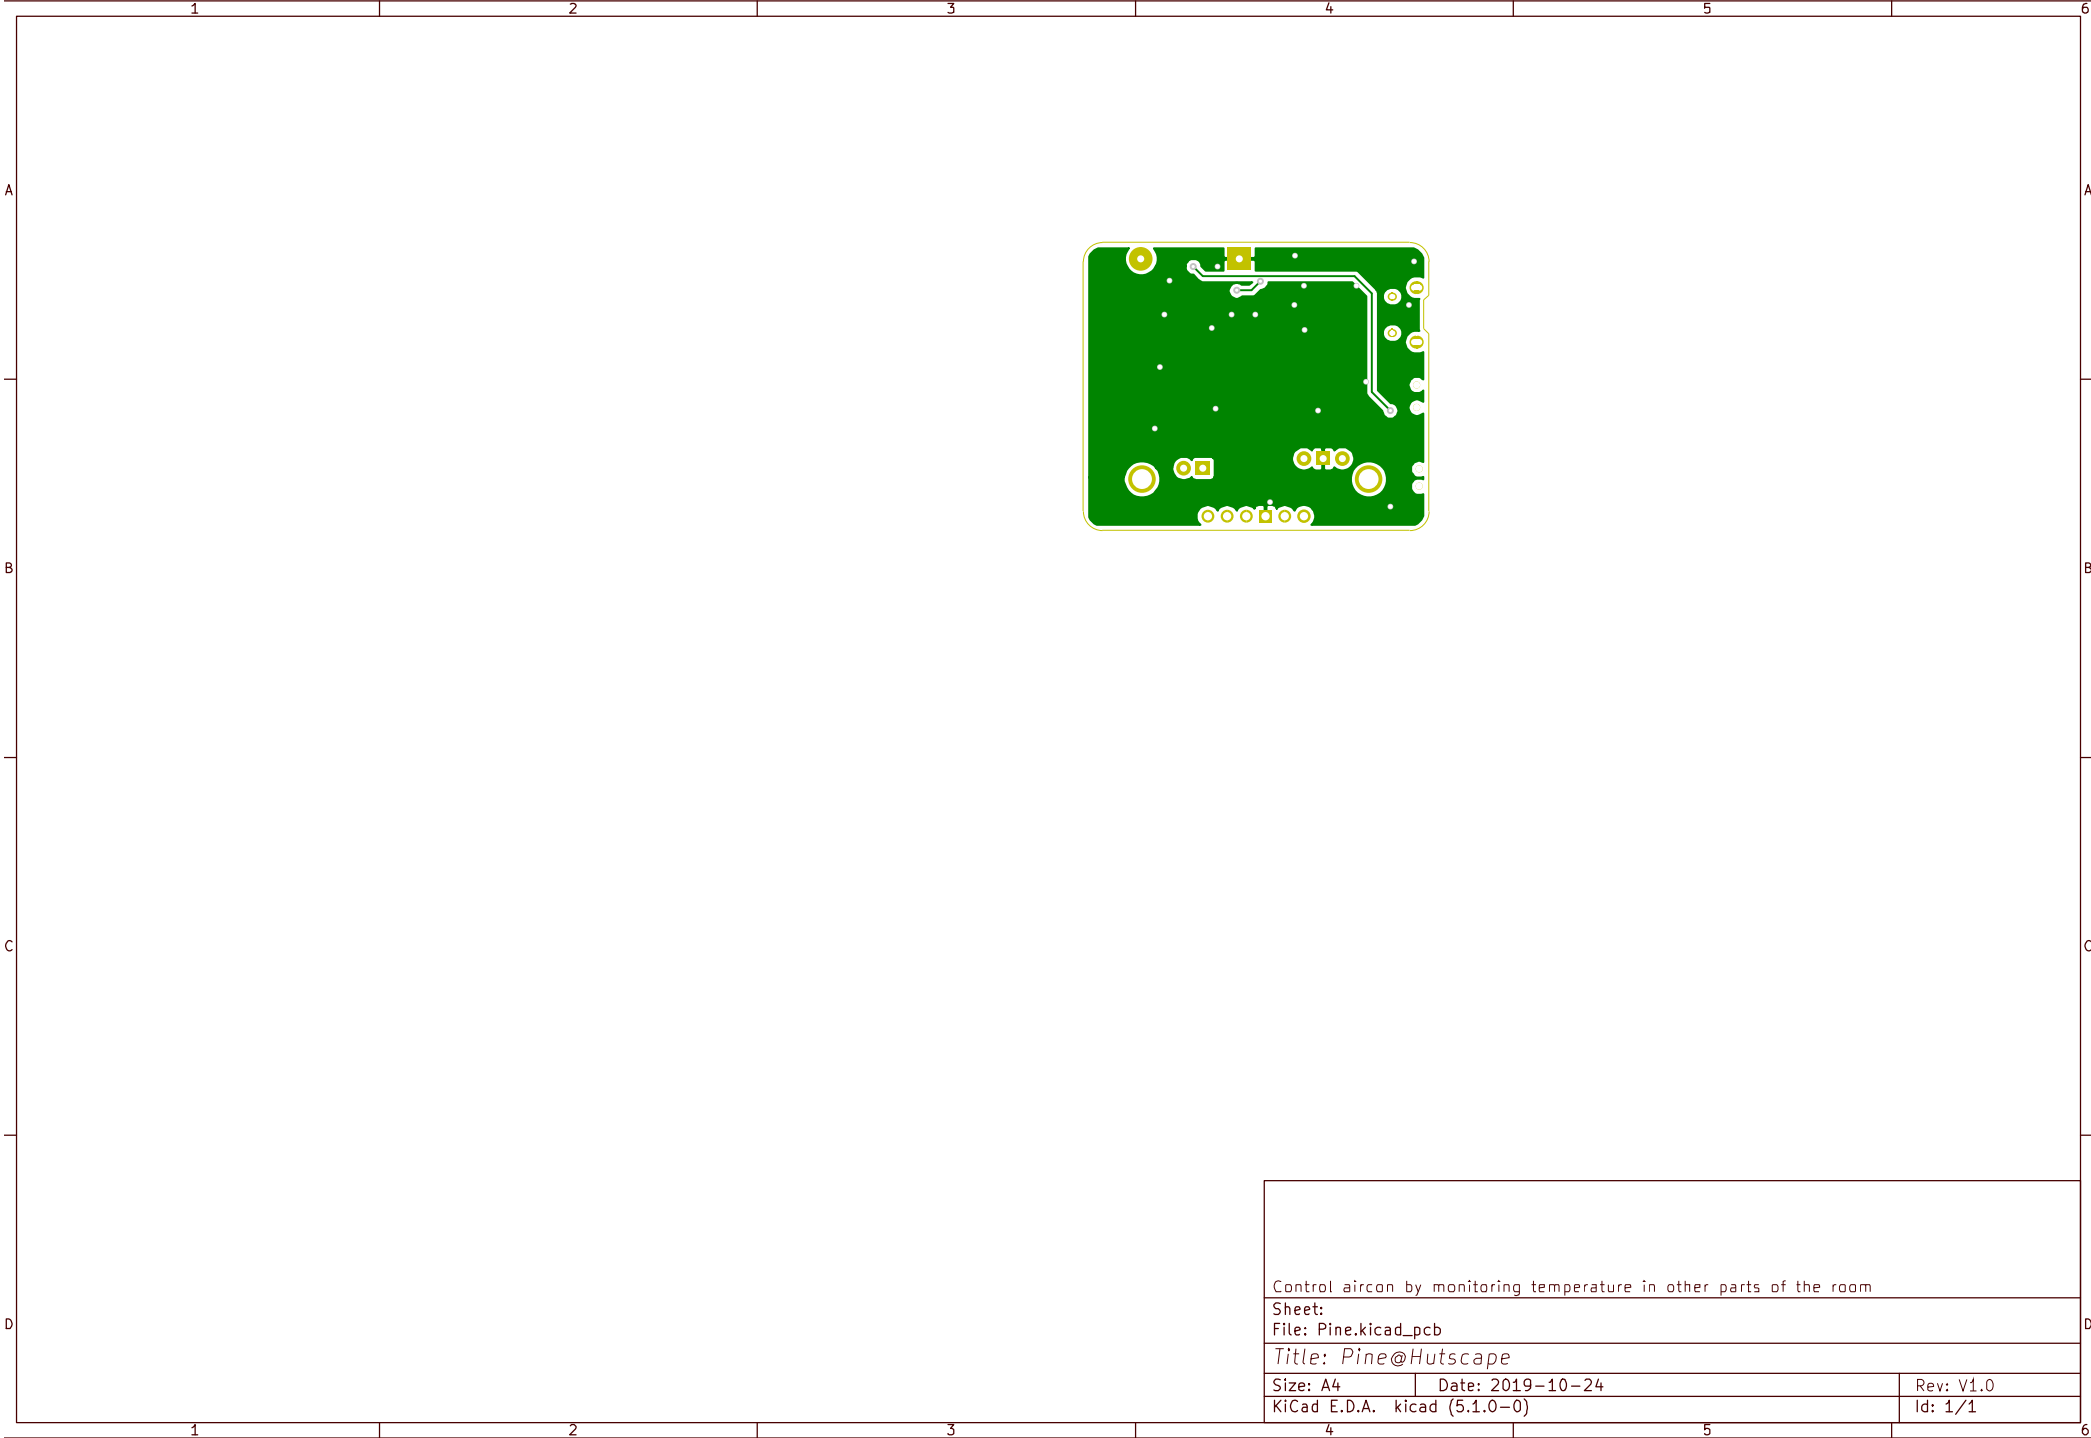 1 2 3 4 5 6
A A
B B
C C
D D
Control aircon by monitoring temperature in other parts of the room
Sheet:
File: Pine.kicad_pcb
Title: Pine@Hutscape
Size: A4 Date: 2019-10-24 Rev: V1.0
KiCad E.D.A. kicad (5.1.0-0) Id: 1/1
1 2 3 4 5 6